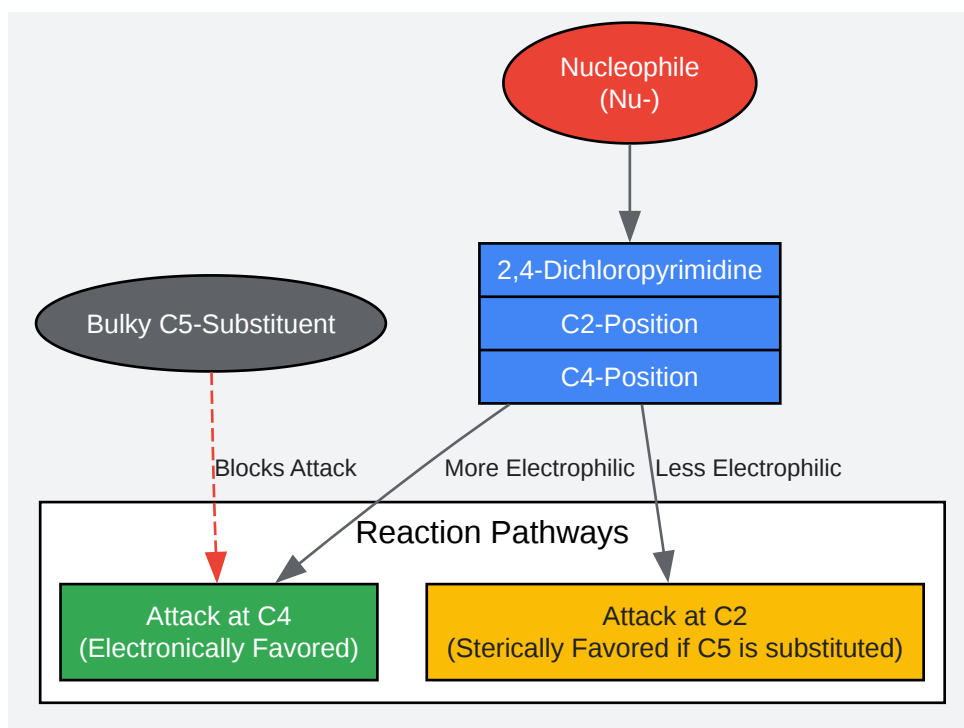 Nucleophile
(Nu-)
2,4-Dichloropyrimidine
C2-Position
C4-Position
Bulky C5-Substituent
Blocks Attack
More Electrophilic
Less Electrophilic
Reaction Pathways
Attack at C4
(Electronically Favored)
Attack at C2
(Sterically Favored if C5 is substituted)